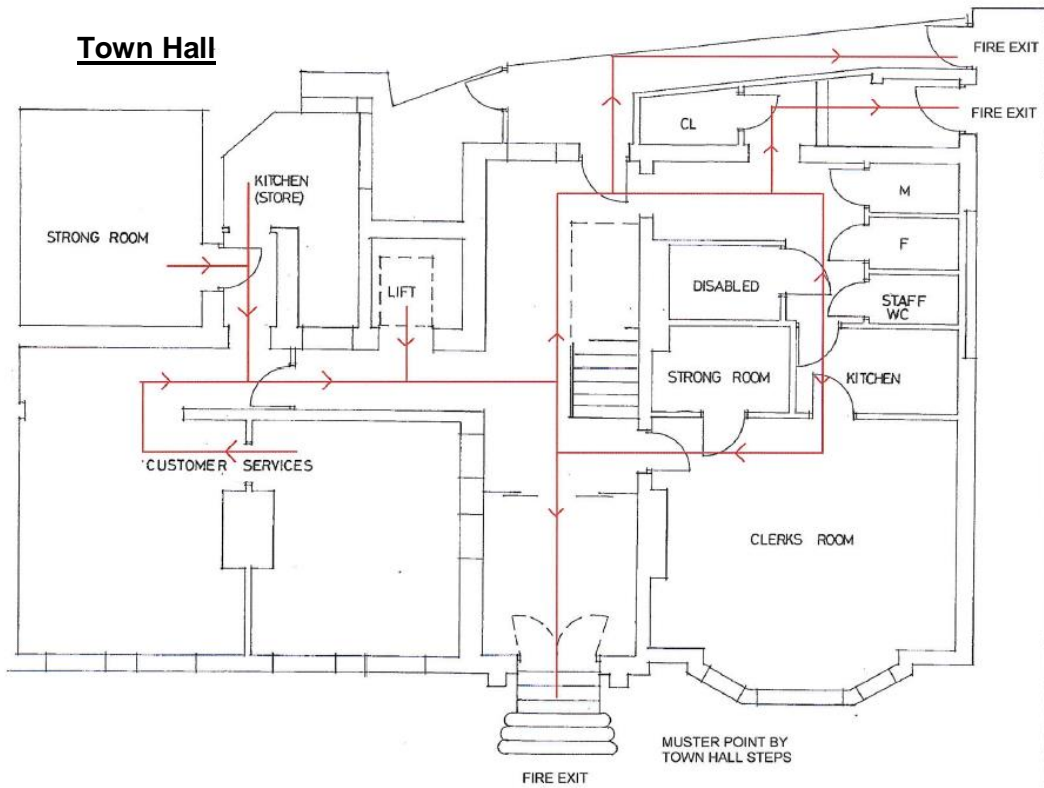 Town Hall
FIRE EXIT
FIRE EXIT
CL
KITCHEN
(STORE)
M
STRONG ROOM
F
DISABLED
LIFT
STAFF
WC
STRONG ROOM
KITCHEN
CUSTOMER SERVICES
CLERKS ROOM
MUSTER POINT BY
TOWN HALL STEPS
FIRE EXIT